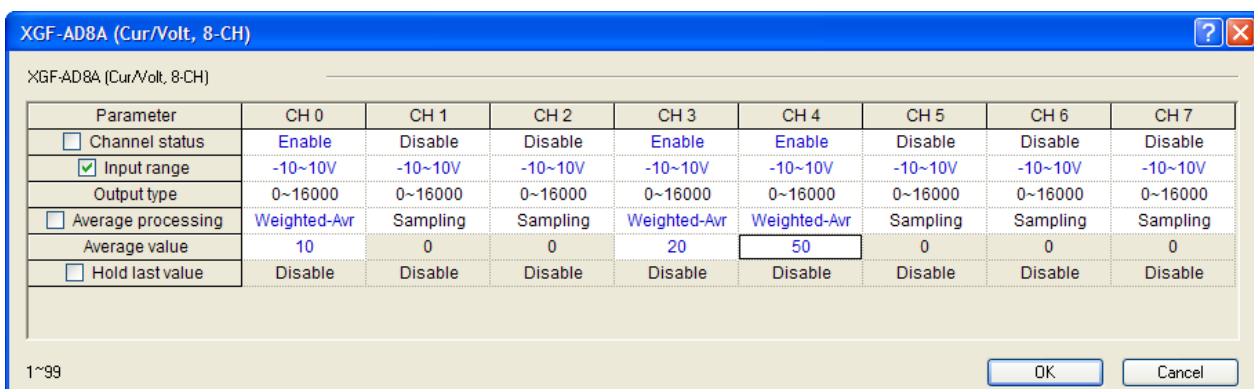 XGF-AD8A (Cur/Volt, 8-CH)
XGF-AD8A (Cur/Volt, 8-CH)
Parameter CH 0 CH 1 CH 2 CH 3 CH 4 CH 5 CH 6 CH 7
Channel status Enable Disable Disable Enable Enable Disable Disable Disable
Input range -10~10V -10~10V -10~10V -10~10V -10~10V -10~10V -10~10V -10~10V
Output type 0~16000 0~16000 0~16000 0~16000 0~16000 0~16000 0~16000 0~16000
Average processing Weighted-Avr Sampling Sampling Weighted-Avr Weighted-Avr Sampling Sampling Sampling
Average value 10 0 0 20 50 0 0 0
Hold last value Disable Disable Disable Disable Disable Disable Disable Disable
1~99 OK Cancel